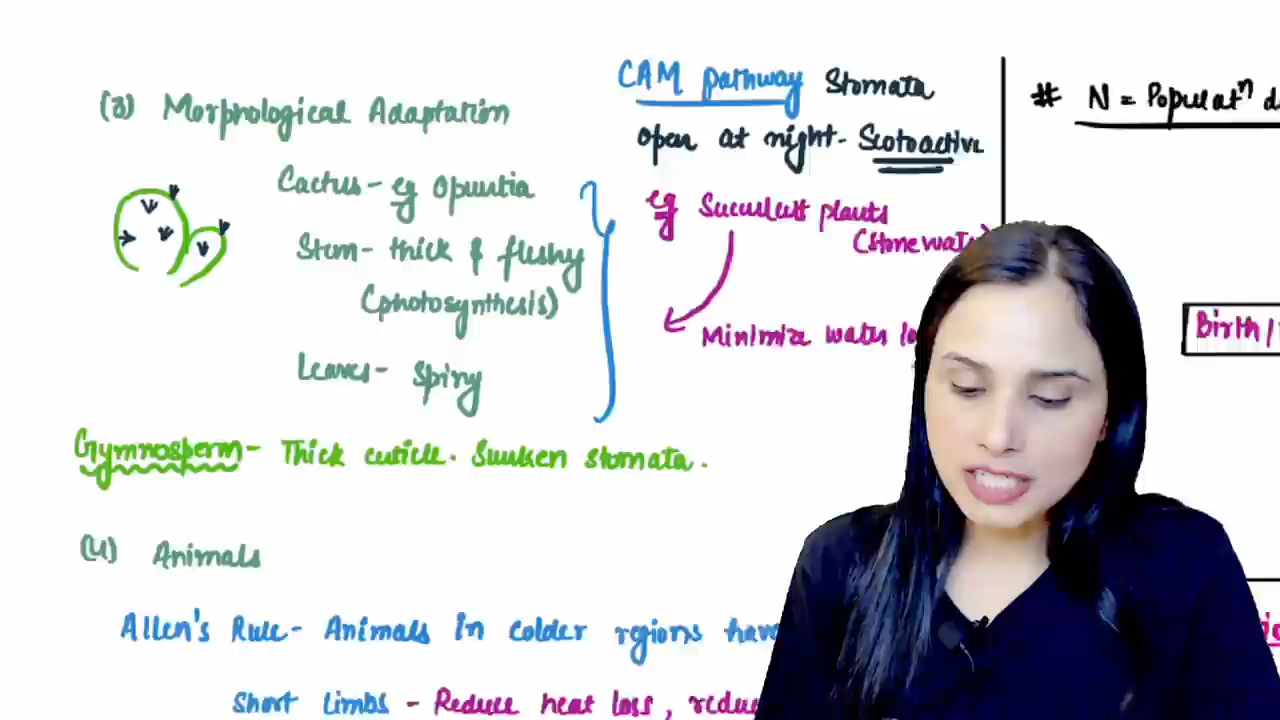 (3) Morphological Adaptation
Cactus - eg Opuntia
Stem - thick & fleshy
(photosynthesis)
Leaves - Spiny
CAM pathway Stomata
open at night - Scotoactive
eg Succulent plants
(store water)
Minimize water
Gymnosperm - Thick cuticle. Sunken stomata.
(4) Animals
Allen's Rule - Animals in colder regions have
Short limbs - Reduce heat loss,
# N = Populatⁿ
Birth/